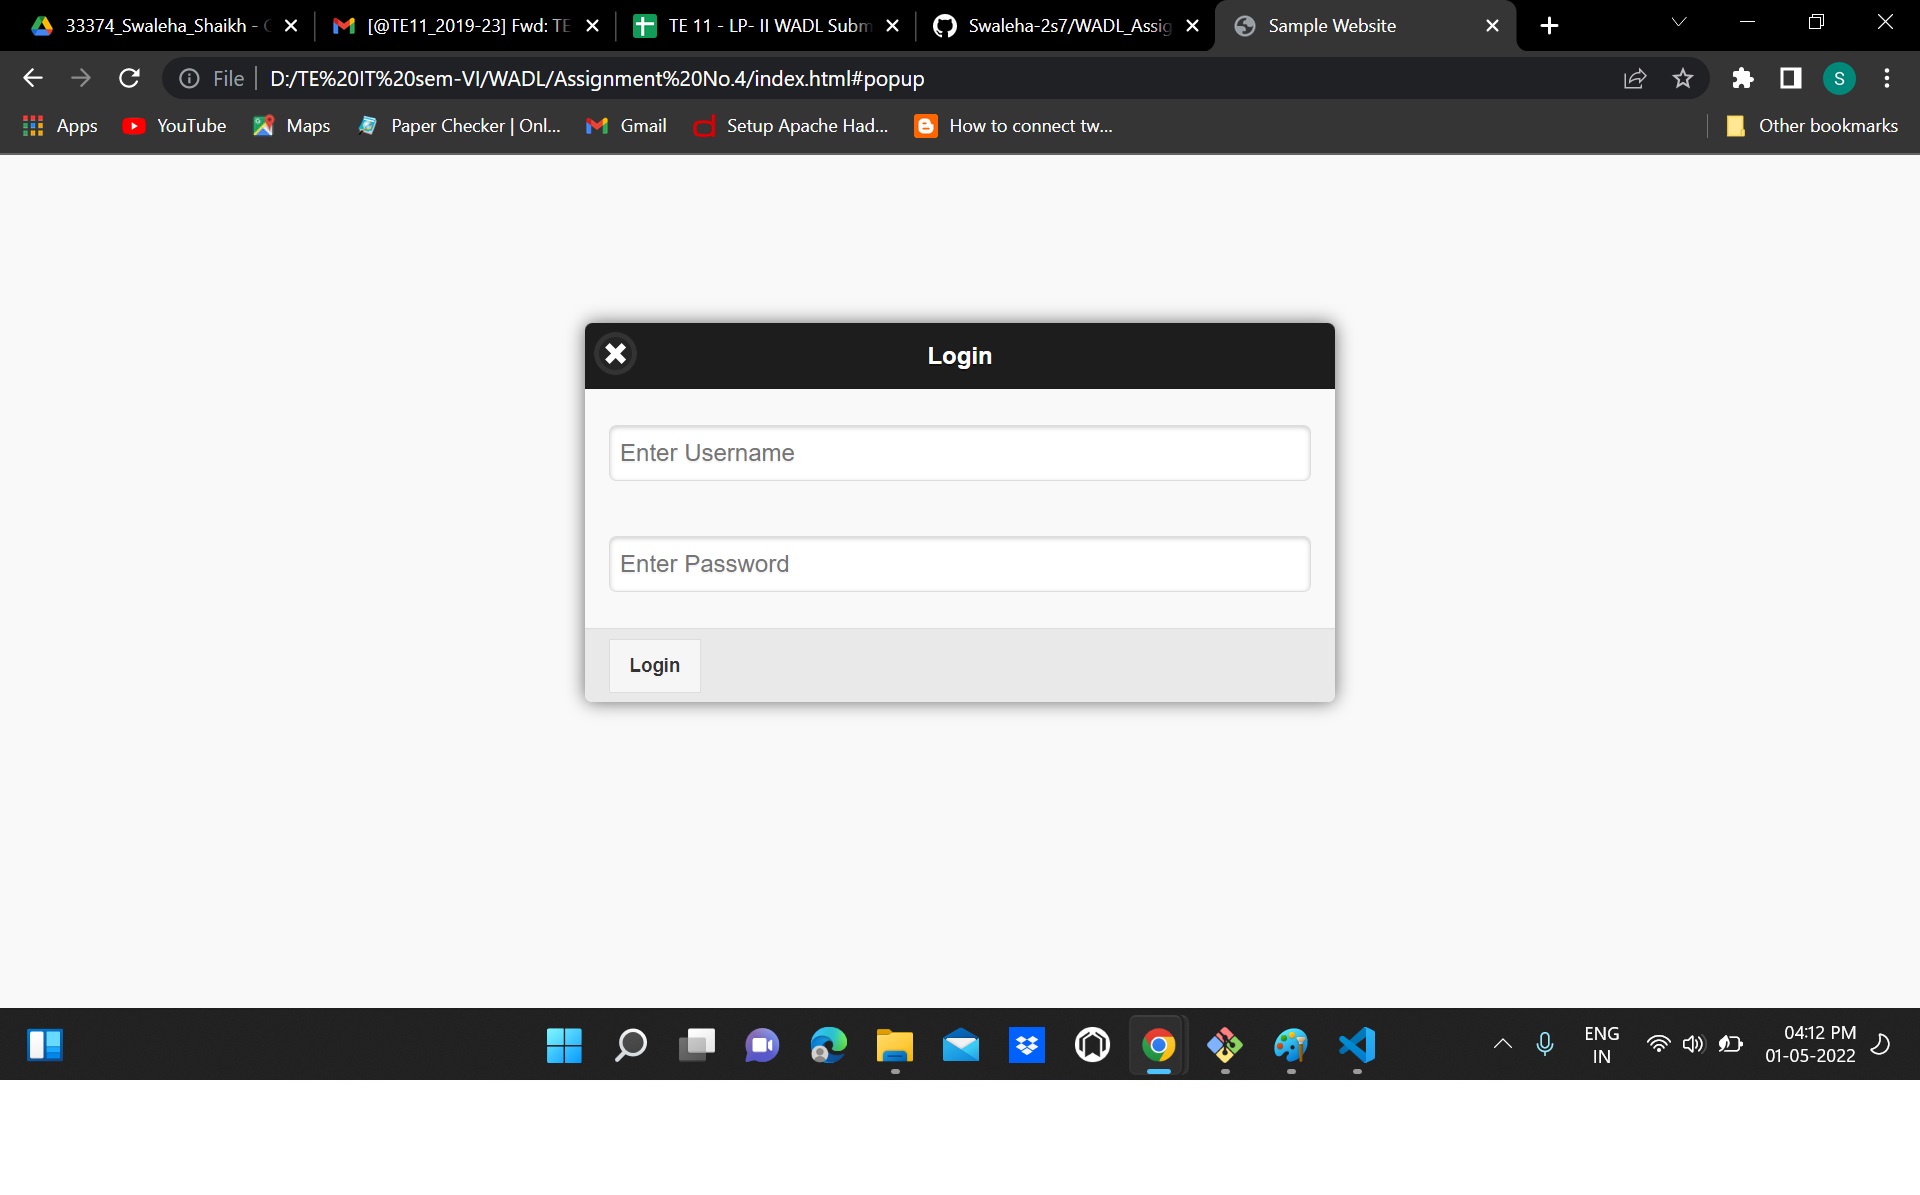 33374_Swaleha_Shaikh -
[@TE11_2019-23] Fwd: TE
TE 11 - LP- II WADL Subm
Swaleha-2s7/WADL_Assig
Sample Website
File
D:/TE%20IT%20sem-VI/WADL/Assignment%20No.4/index.html#popup
S
Apps
YouTube
Maps
Paper Checker | Onl...
Gmail
Setup Apache Had...
How to connect tw...
Other bookmarks
Login
Enter Username
Enter Password
Login
ENG
IN
04:12 PM
01-05-2022